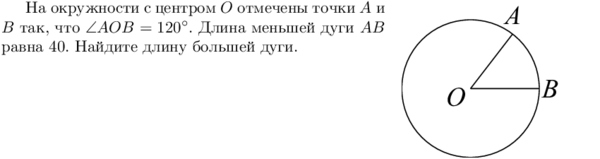 На окружности с центром O отмечены точки A и
B так, что ∠AOB = 120°. Длина меньшей дуги AB
равна 40. Найдите длину большей дуги.
A
O
B